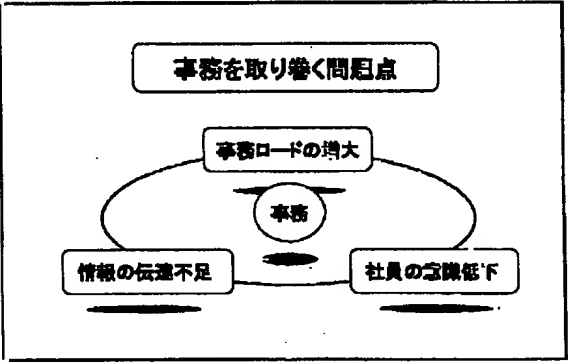 事務を取り巻く問題点
事務ロードの増大
事務
情報の伝達不足
社員の意識低下